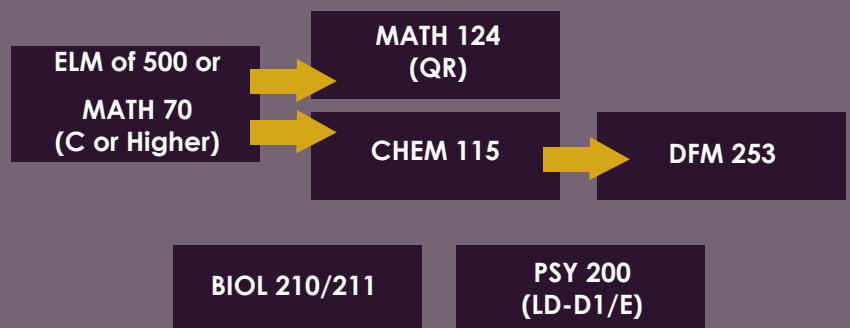 ELM of 500 or
MATH 70
(C or Higher)
MATH 124
(QR)
CHEM 115
DFM 253
BIOL 210/211
PSY 200
(LD-D1/E)